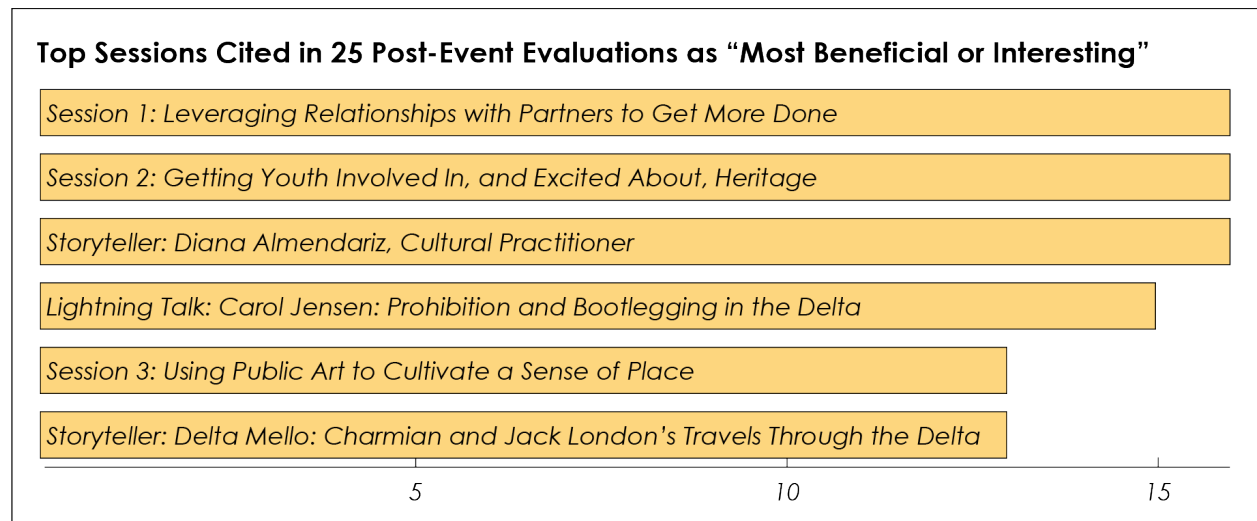 Top Sessions Cited in 25 Post-Event Evaluations as “Most Beneficial or Interesting”
Session 1: Leveraging Relationships with Partners to Get More Done
Session 2: Getting Youth Involved In, and Excited About, Heritage
Storyteller: Diana Almendariz, Cultural Practitioner
Lightning Talk: Carol Jensen: Prohibition and Bootlegging in the Delta
Session 3: Using Public Art to Cultivate a Sense of Place
Storyteller: Delta Mello: Charmian and Jack London’s Travels Through the Delta
5 10 15